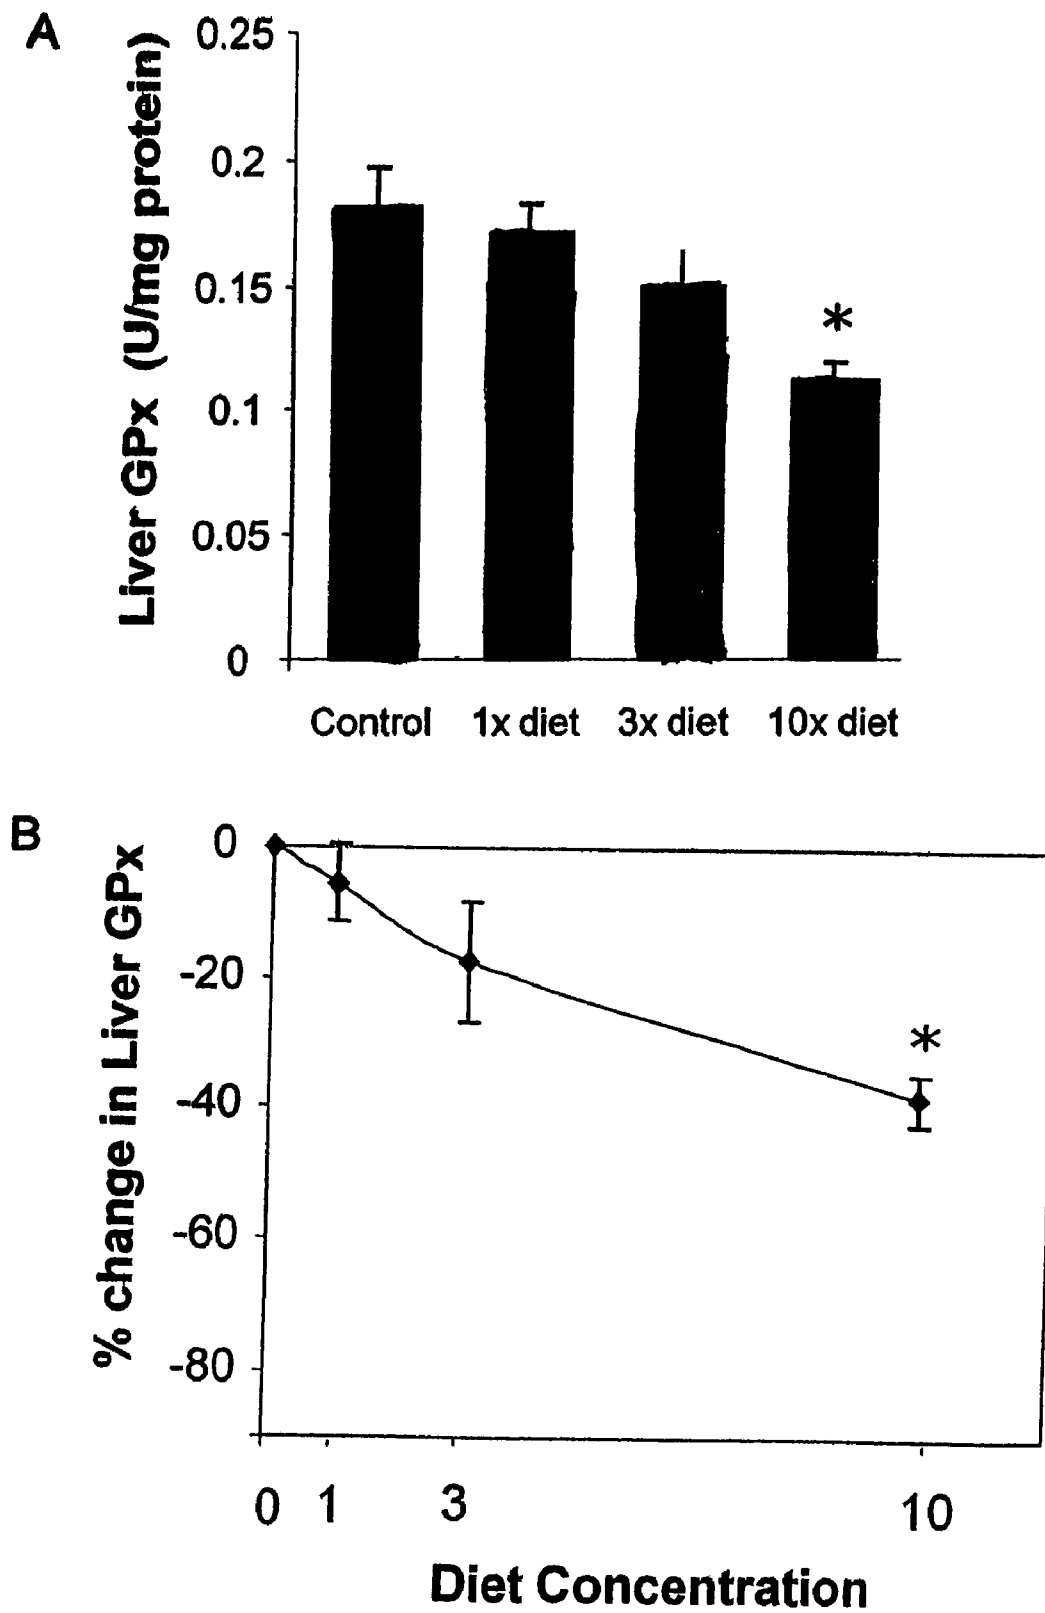 A
Liver GPx (U/mg protein)
0.25
0.2
0.15
0.1
0.05
0
*
Control 1x diet 3x diet 10x diet
B
% change in Liver GPx
0
-20
-40
-60
-80
*
0 1 3 10
Diet Concentration